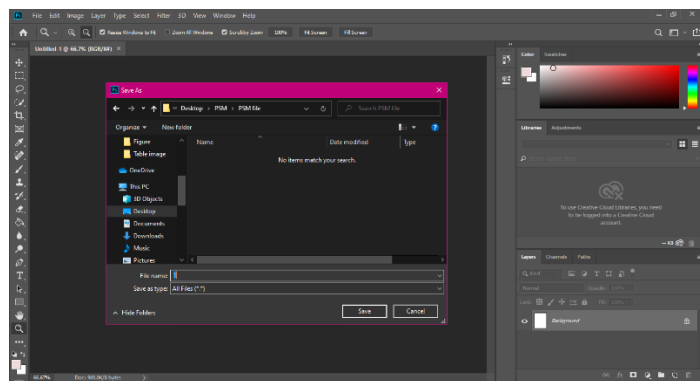 File Edit Image Layer Type Select Filter 3D View Window Help
Resize Windows to Fit Zoom All Windows Scrubby Zoom 100% Fit Screen Fill Screen
Untitled-1 @ 66.7% (RGB/8#) ×
Color Swatches
Save As
Desktop › PSM › PSM file
Search PSM file
Organize New folder
Name Date modified Type
Figure
Table image
OneDrive
This PC
3D Objects
Desktop
Documents
Downloads
Music
Pictures
No items match your search.
File name:
Save as type: All Files (*.*)
Hide Folders
Save Cancel
Libraries Adjustments
To use Creative Cloud Libraries, you need
to be logged into a Creative Cloud
account.
Layers Channels Paths
Kind
Normal Opacity: 100%
Lock: Fill: 100%
Background
66.67%